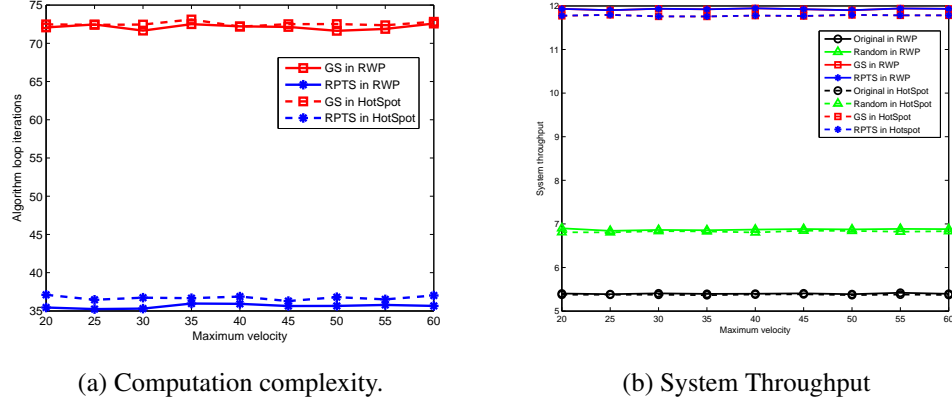 75
70
65
60
55
50
45
40
35
20 25 30 35 40 45 50 55 60
Maximum velocity
Algorithm loop iterations
GS in RWP
RPTS in RWP
GS in HotSpot
RPTS in HotSpot
(a) Computation complexity.
12
11
10
9
8
7
6
5
20 25 30 35 40 45 50 55 60
Maximum velocity
System throughput
Original in RWP
Random in RWP
GS in RWP
RPTS in RWP
Original in HotSpot
Random in HotSpot
GS in HotSpot
RPTS in Hotspot
(b) System Throughput